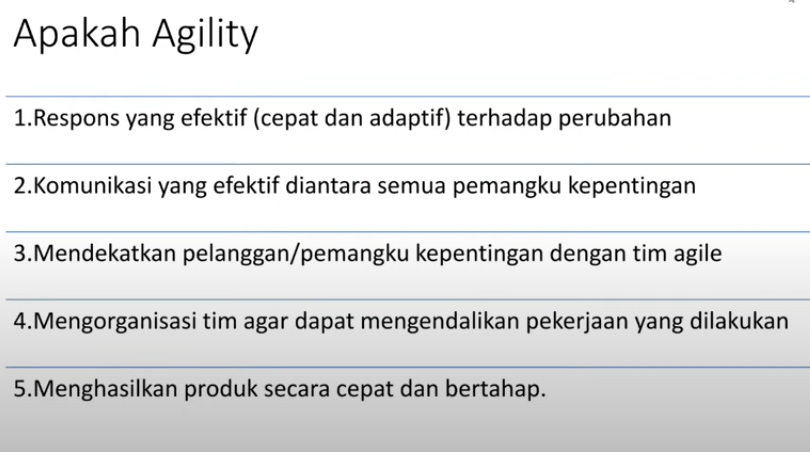 Apakah Agility
1.Respons yang efektif (cepat dan adaptif) terhadap perubahan
2.Komunikasi yang efektif diantara semua pemangku kepentingan
3.Mendekatkan pelanggan/pemangku kepentingan dengan tim agile
4.Mengorganisasi tim agar dapat mengendalikan pekerjaan yang dilakukan
5.Menghasilkan produk secara cepat dan bertahap.